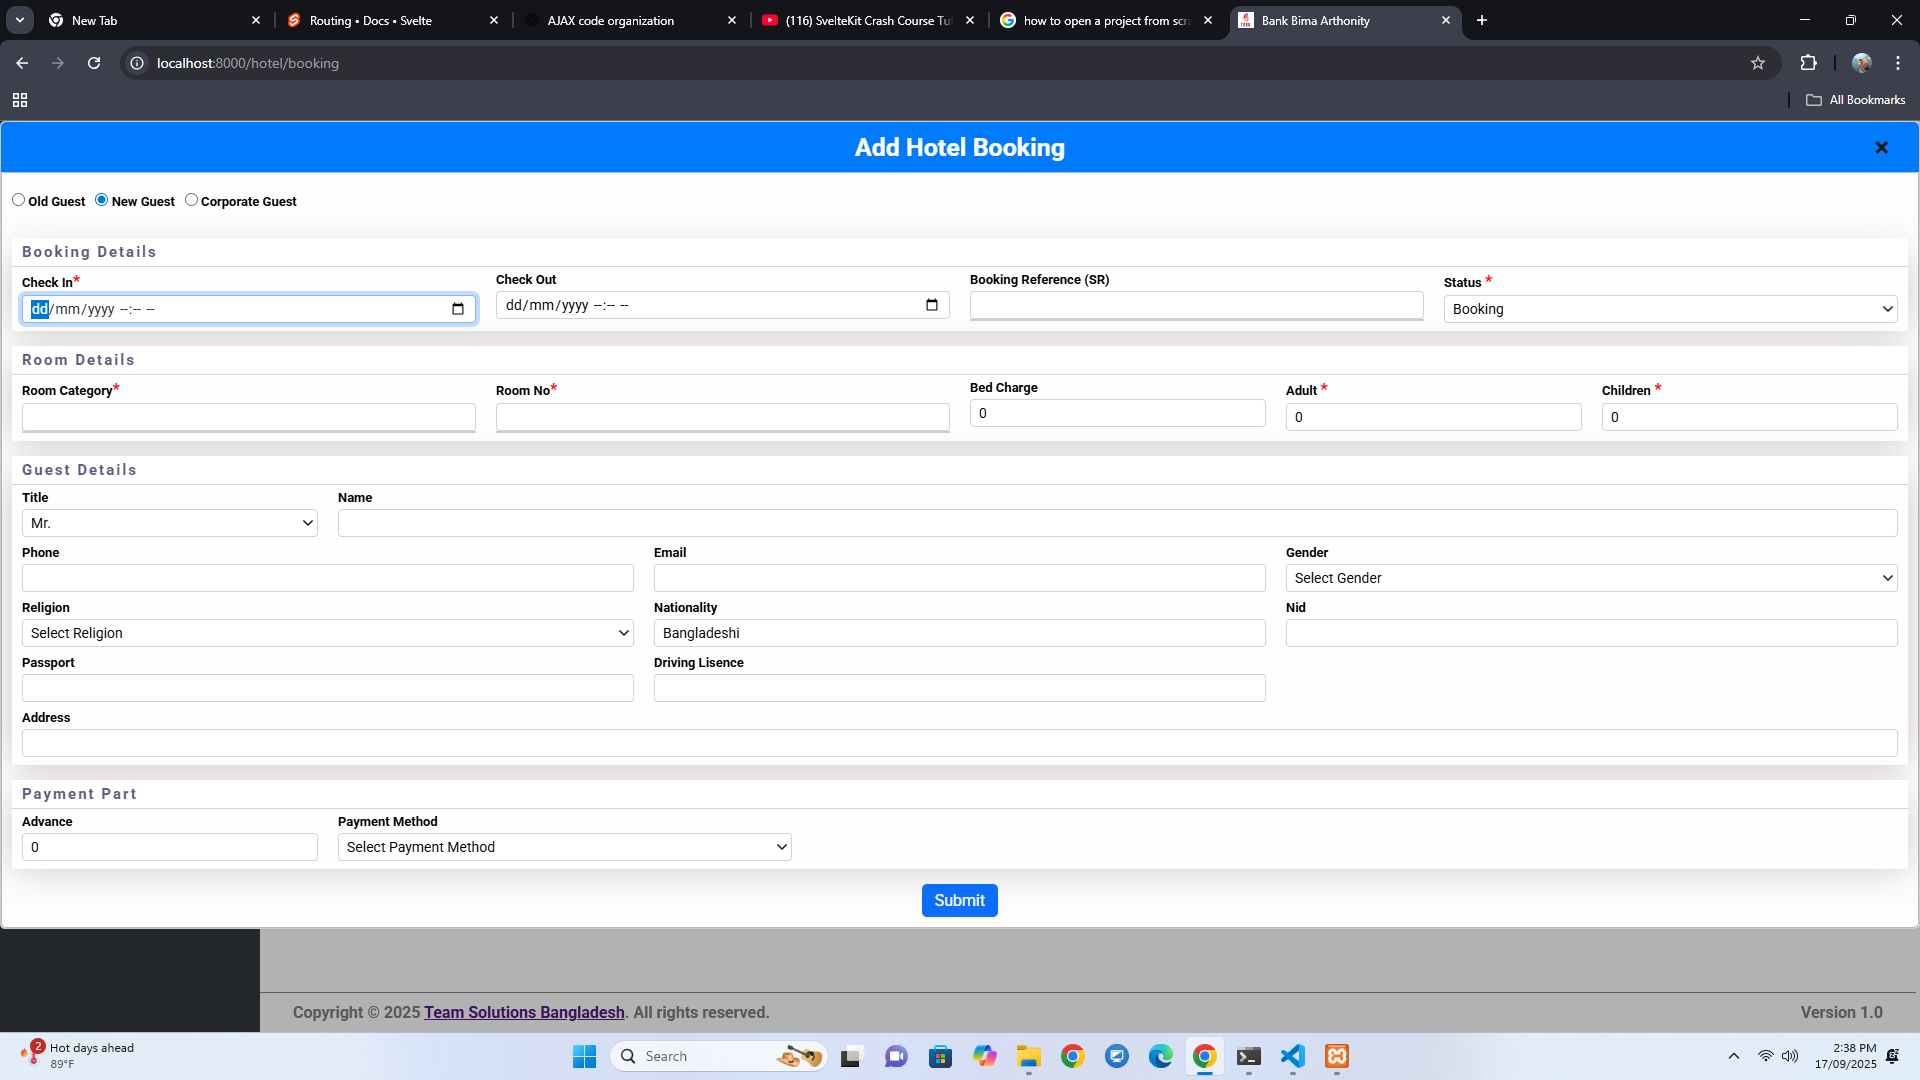 New Tab
Routing • Docs • Svelte
AJAX code organization
(116) SvelteKit Crash Course Tut
how to open a project from scra
Bank Bima Arthonity
localhost:8000/hotel/booking
All Bookmarks
Add Hotel Booking
Old Guest New Guest Corporate Guest
Booking Details
Check In*
Check Out
Booking Reference (SR)
Status *
dd/mm/yyyy --:-- --
dd/mm/yyyy --:-- --
Booking
Room Details
Room Category*
Room No*
Bed Charge
Adult *
Children *
0
0
0
Guest Details
Title
Name
Mr.
Phone
Email
Gender
Select Gender
Religion
Nationality
Nid
Select Religion
Bangladeshi
Passport
Driving Lisence
Address
Payment Part
Advance
Payment Method
0
Select Payment Method
Submit
Copyright © 2025 Team Solutions Bangladesh. All rights reserved.
Version 1.0
2
Hot days ahead
89°F
Search
2:38 PM
17/09/2025